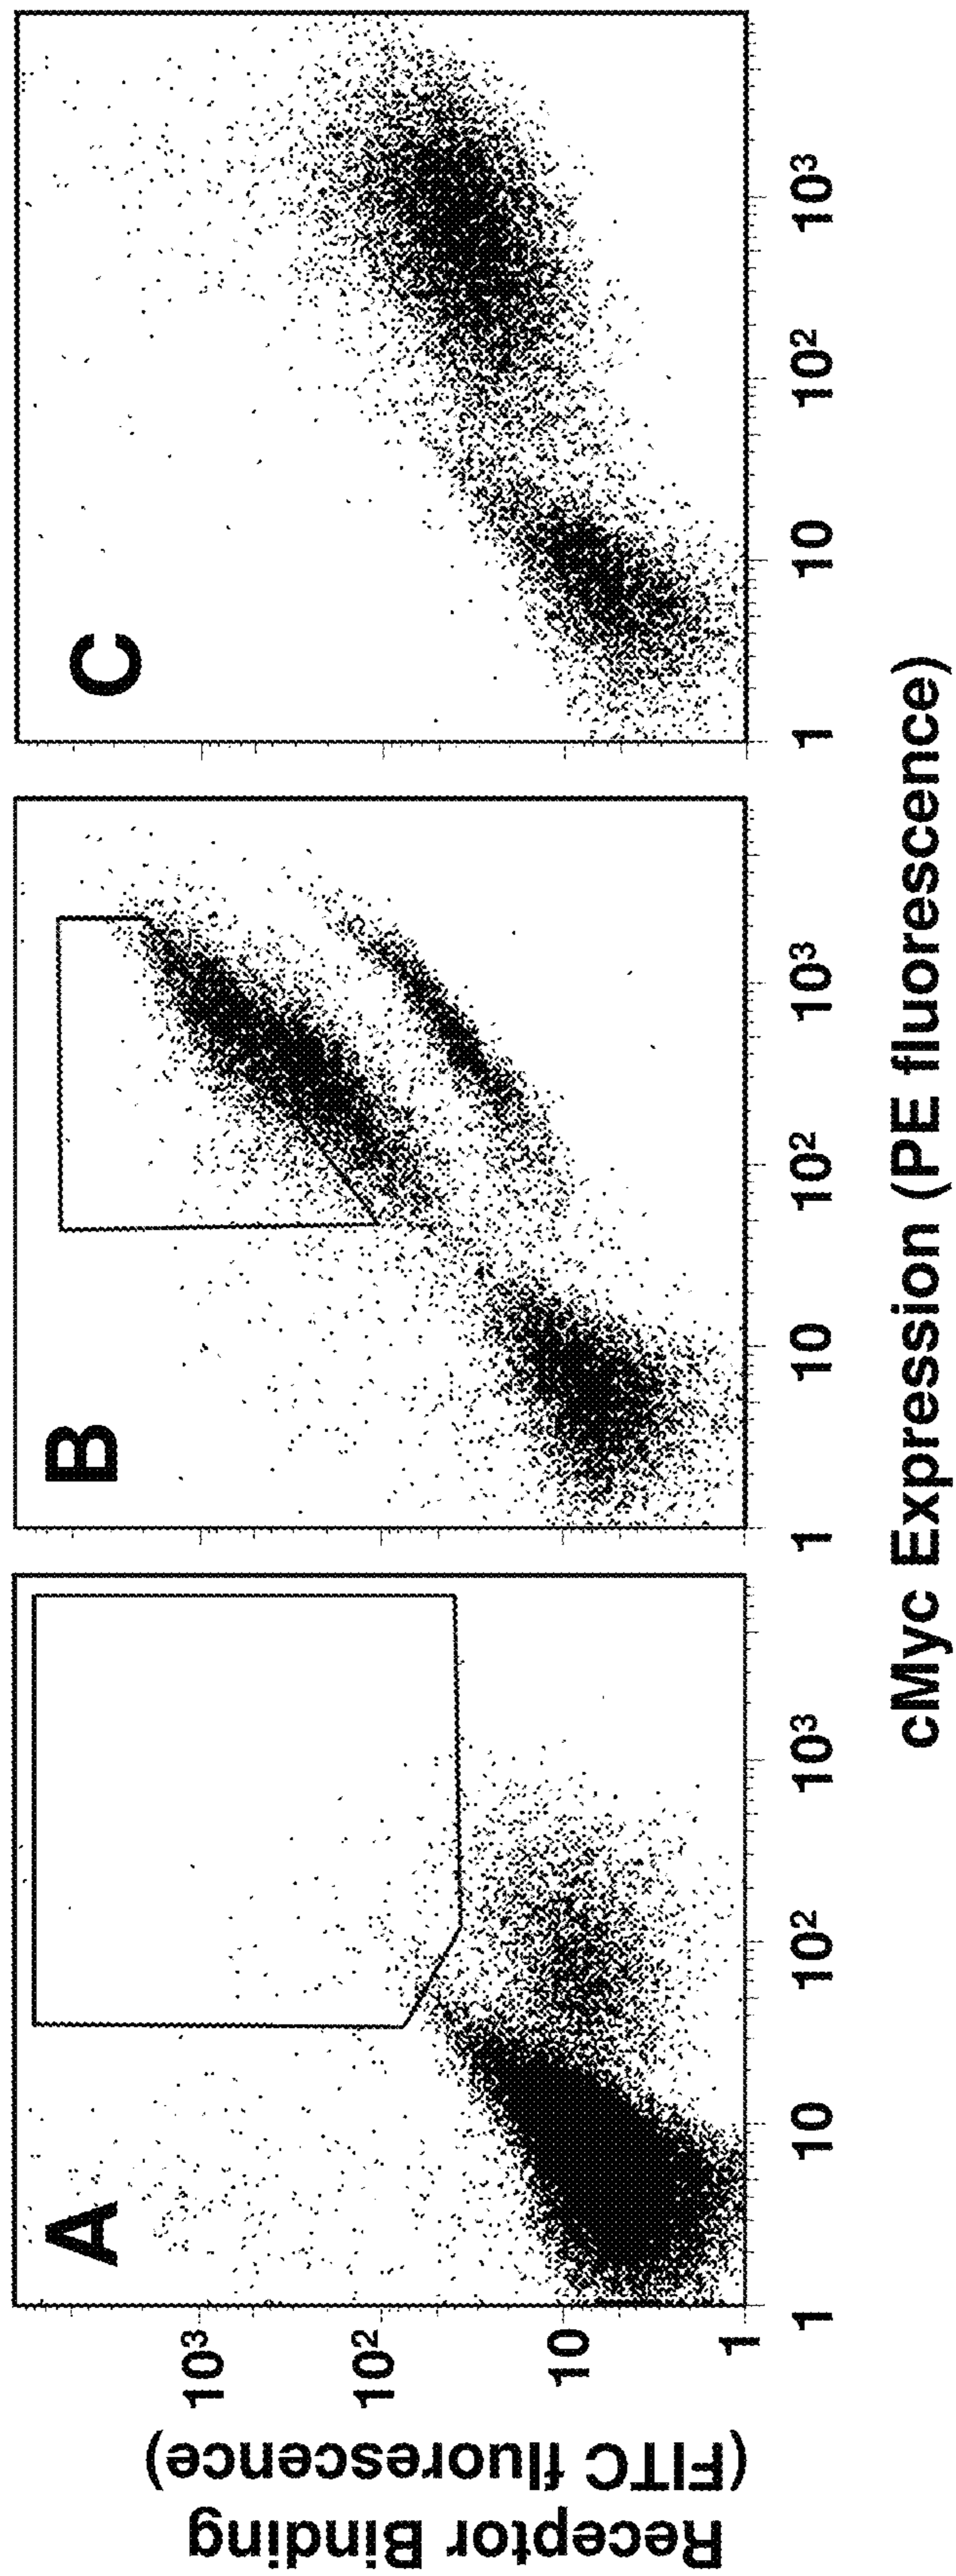 A
B
C
10³
10²
10
1
1
10
10²
10³
1
10
10²
10³
1
10
10²
10³
Receptor Binding
(FITC fluorescence)
cMyc Expression (PE fluorescence)